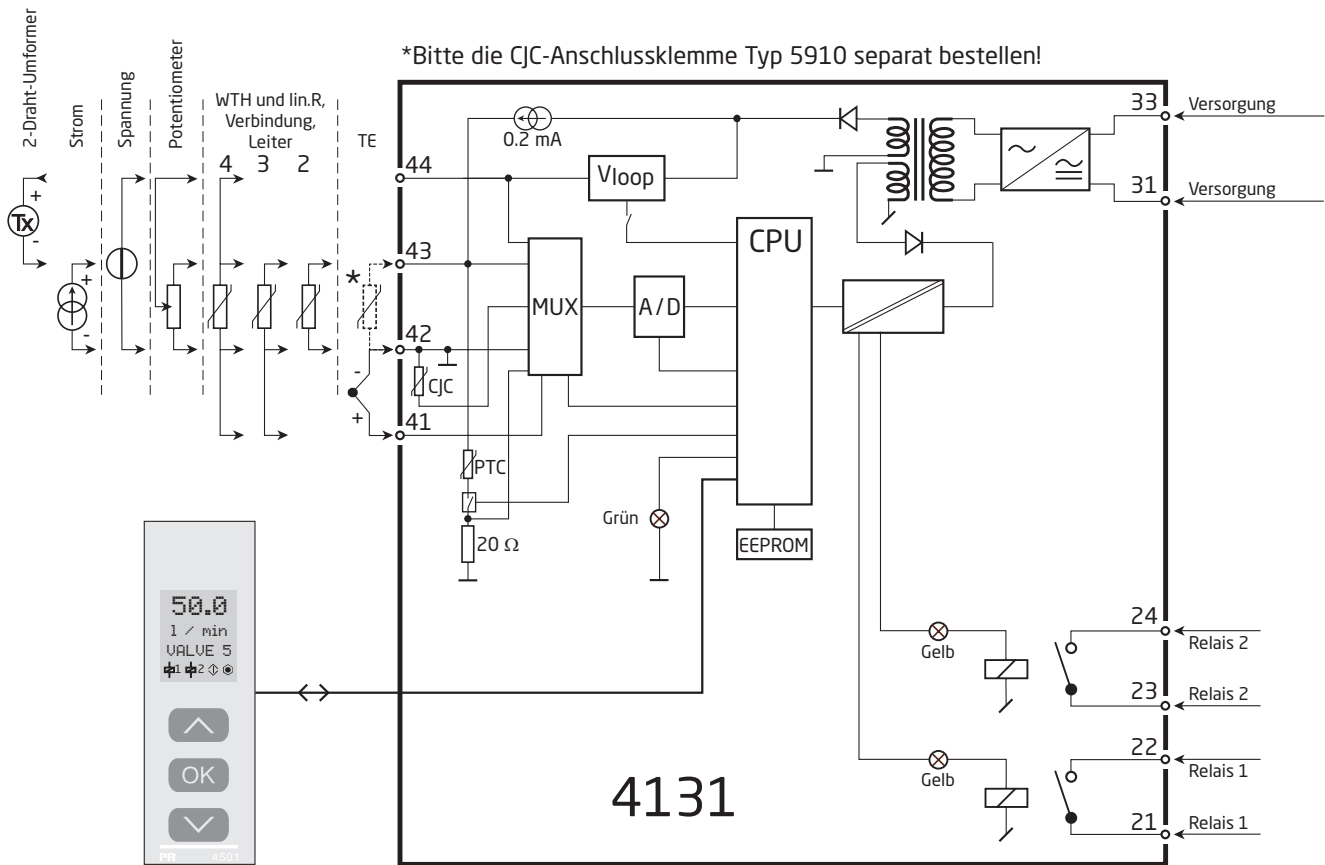 *Bitte die CJC-Anschlussklemme Typ 5910 separat bestellen!
2-Draht-Umformer
Strom
Spannung
Potentiometer
WTH und lin.R,
Verbindung,
Leiter
4 3 2
TE
+
Tx
-
+
-
*
-
+
44
43
42
41
0.2 mA
Vloop
CPU
MUX
A/D
CJC
PTC
20 Ω
Grün
EEPROM
33
Versorgung
31
Versorgung
24
Relais 2
Gelb
23
Relais 2
22
Relais 1
Gelb
21
Relais 1
4131
50.0
l / min
VALVE 5
1 2
OK
PR 4501